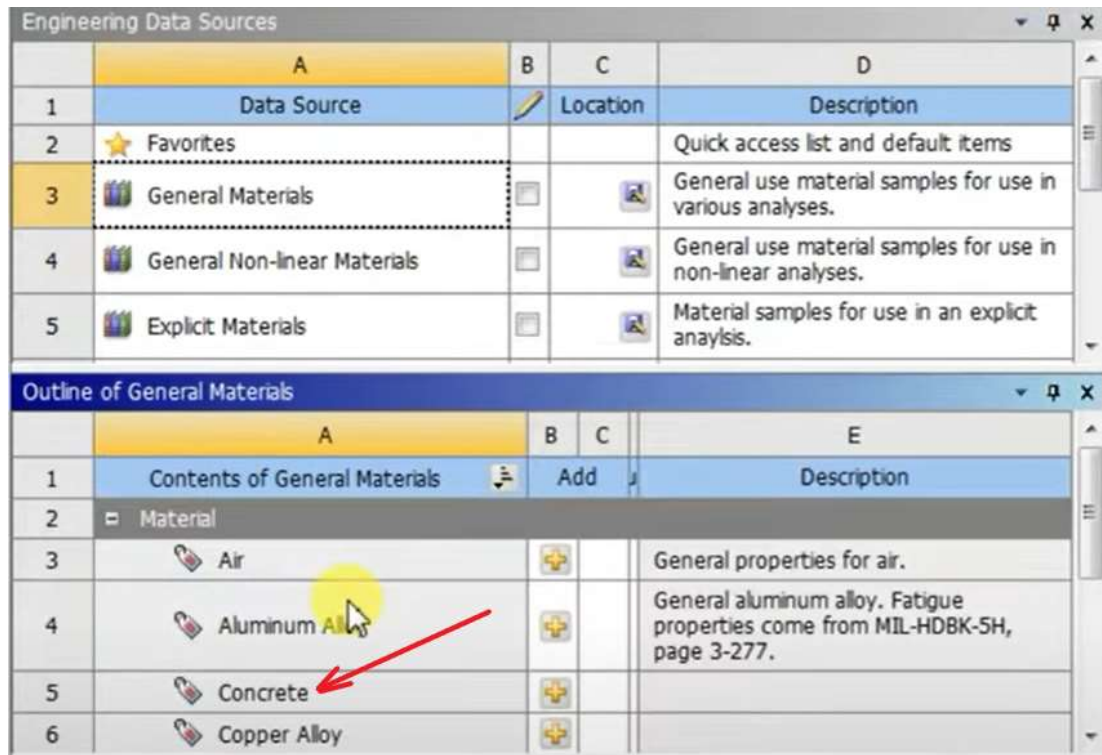 Engineering Data Sources
A B C D
1 Data Source Location Description
2 Favorites Quick access list and default items
3 General Materials General use material samples for use in
various analyses.
4 General Non-linear Materials General use material samples for use in
non-linear analyses.
5 Explicit Materials Material samples for use in an explicit
anaylsis.
Outline of General Materials
A B C E
1 Contents of General Materials Add Description
2 Material
3 Air General properties for air.
4 Aluminum Alloy General aluminum alloy. Fatigue
properties come from MIL-HDBK-5H,
page 3-277.
5 Concrete
6 Copper Alloy